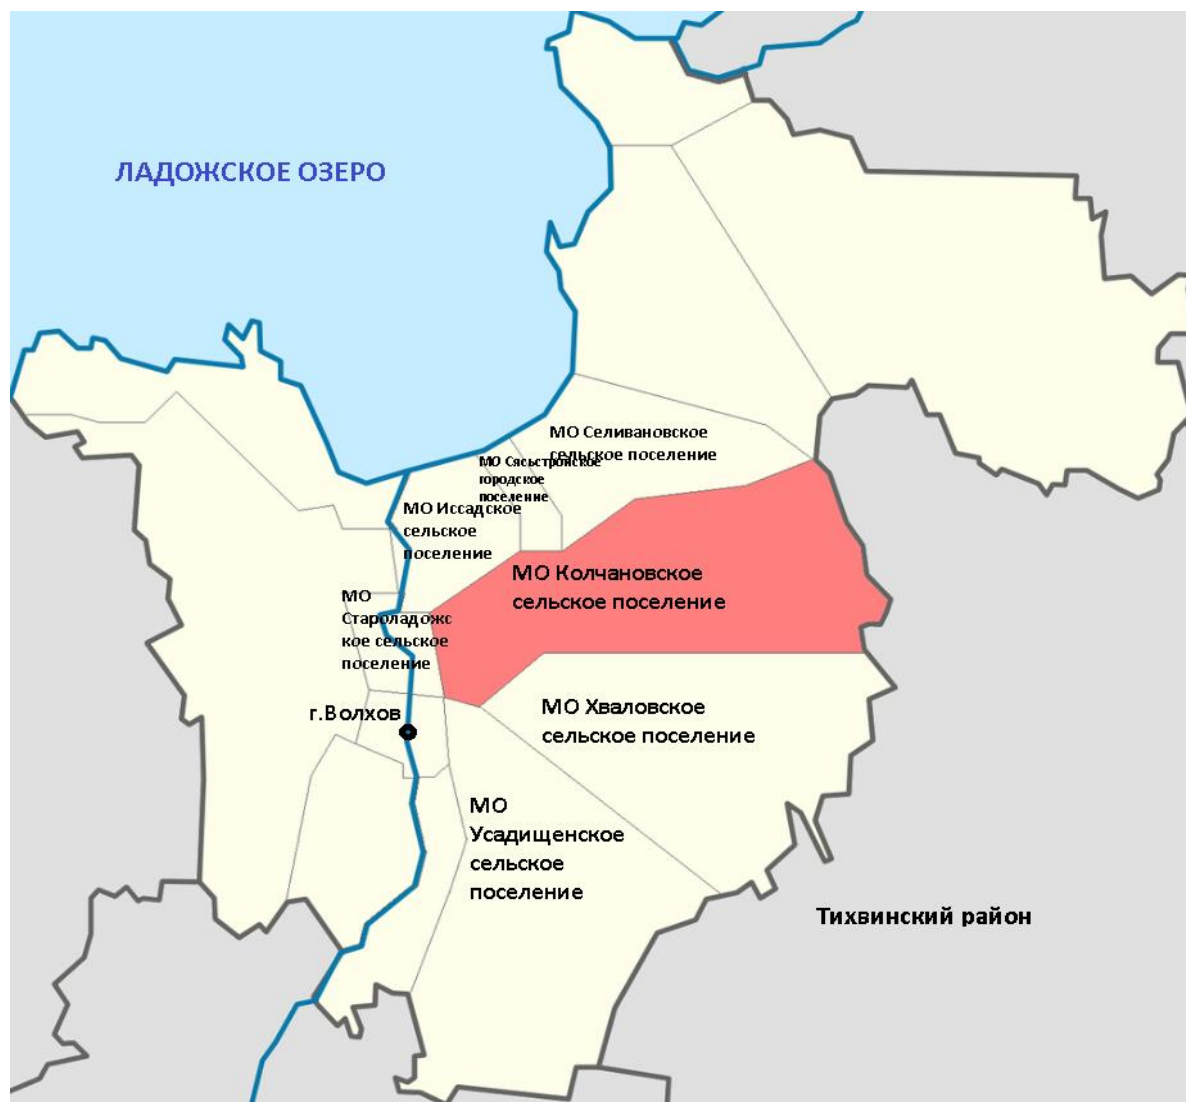 ЛАДОЖСКОЕ ОЗЕРО
МО Селивановское
сельское поселение
МО Сясьстройское
городское
поселение
МО Иссадское
сельское
поселение
МО Колчановское
сельское поселение
МО
Староладожс
кое сельское
поселение
г.Волхов
МО Хваловское
сельское поселение
МО
Усадищенское
сельское
поселение
Тихвинский район